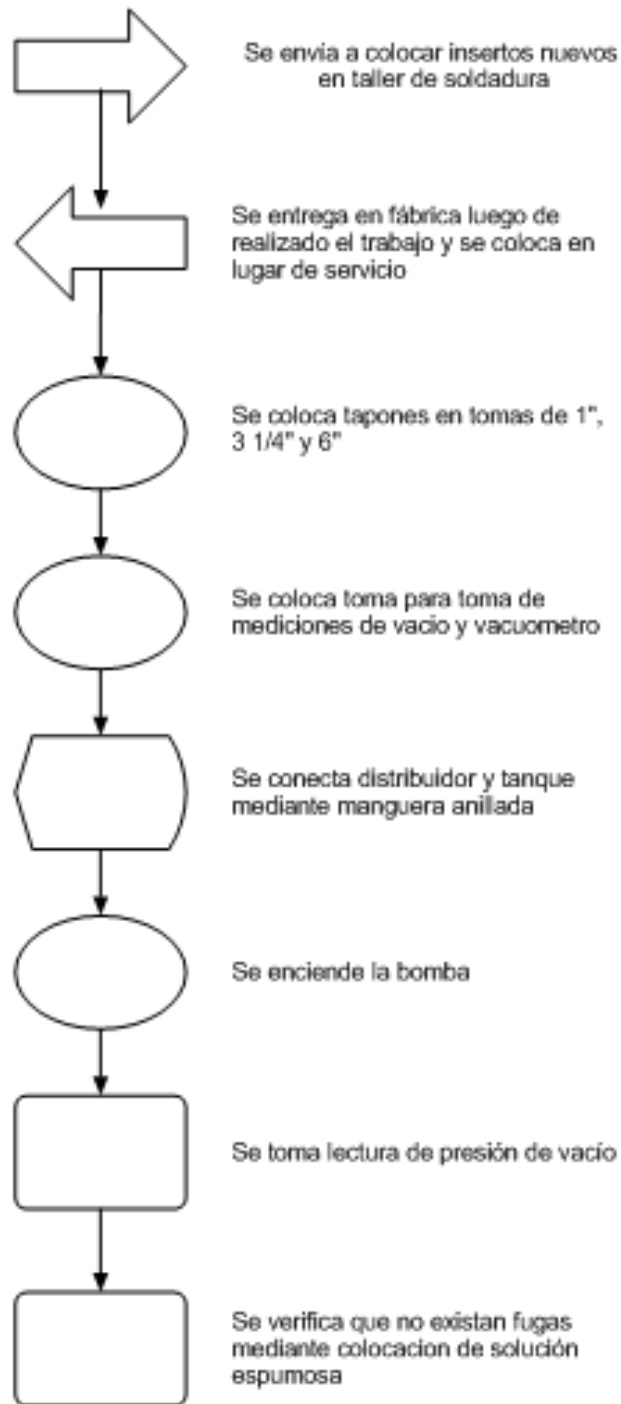 Se envia a colocar insertos nuevos
en taller de soldadura
Se entrega en fábrica luego de
realizado el trabajo y se coloca en
lugar de servicio
Se coloca tapones en tomas de 1",
3 1/4" y 6"
Se coloca toma para toma de
mediciones de vacio y vacuometro
Se conecta distribuidor y tanque
mediante manguera anillada
Se enciende la bomba
Se toma lectura de presión de vacío
Se verifica que no existan fugas
mediante colocacion de solución
espumosa